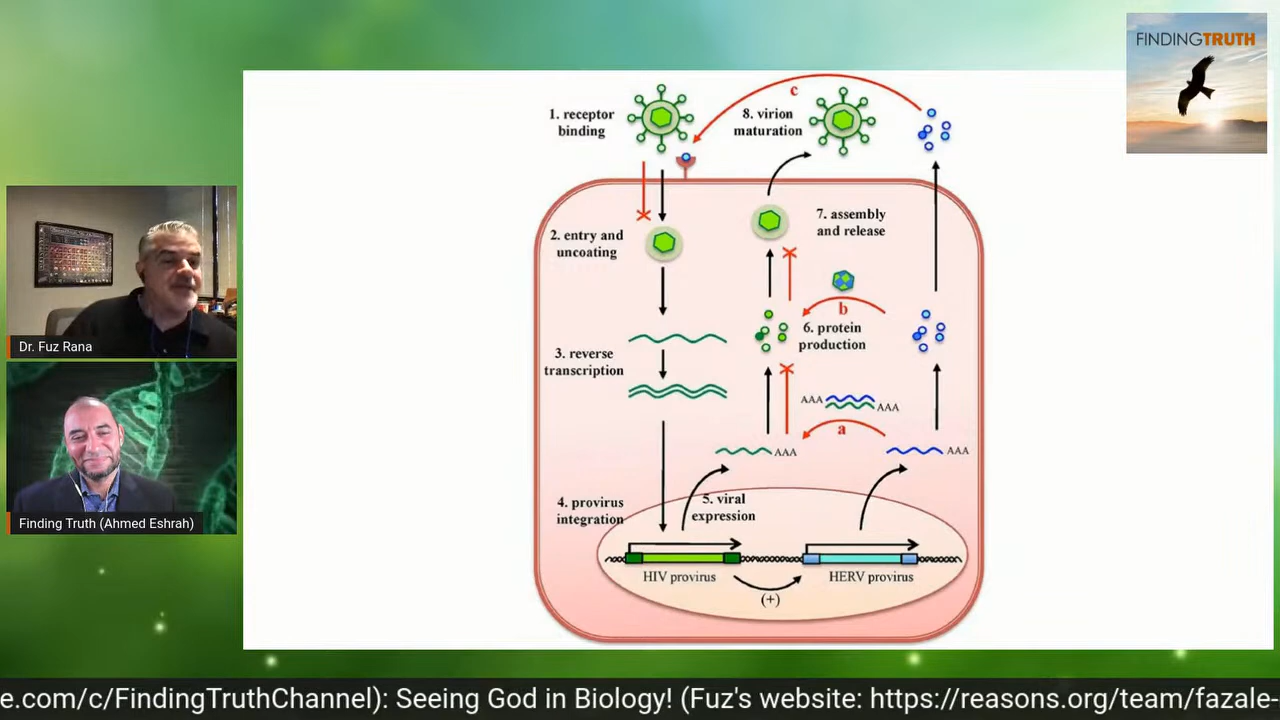 FINDINGTRUTH
c
1. receptor
binding
8. virion
maturation
7. assembly
and release
2. entry and
uncoating
b
6. protein
production
3. reverse
transcription
AAA
AAA
a
AAA
AAA
4. provirus
integration
5. viral
expression
HIV provirus
HERV provirus
(+)
Dr. Fuz Rana
Finding Truth (Ahmed Eshrah)
e.com/c/FindingTruthChannel): Seeing God in Biology! (Fuz's website: https://reasons.org/team/fazale-